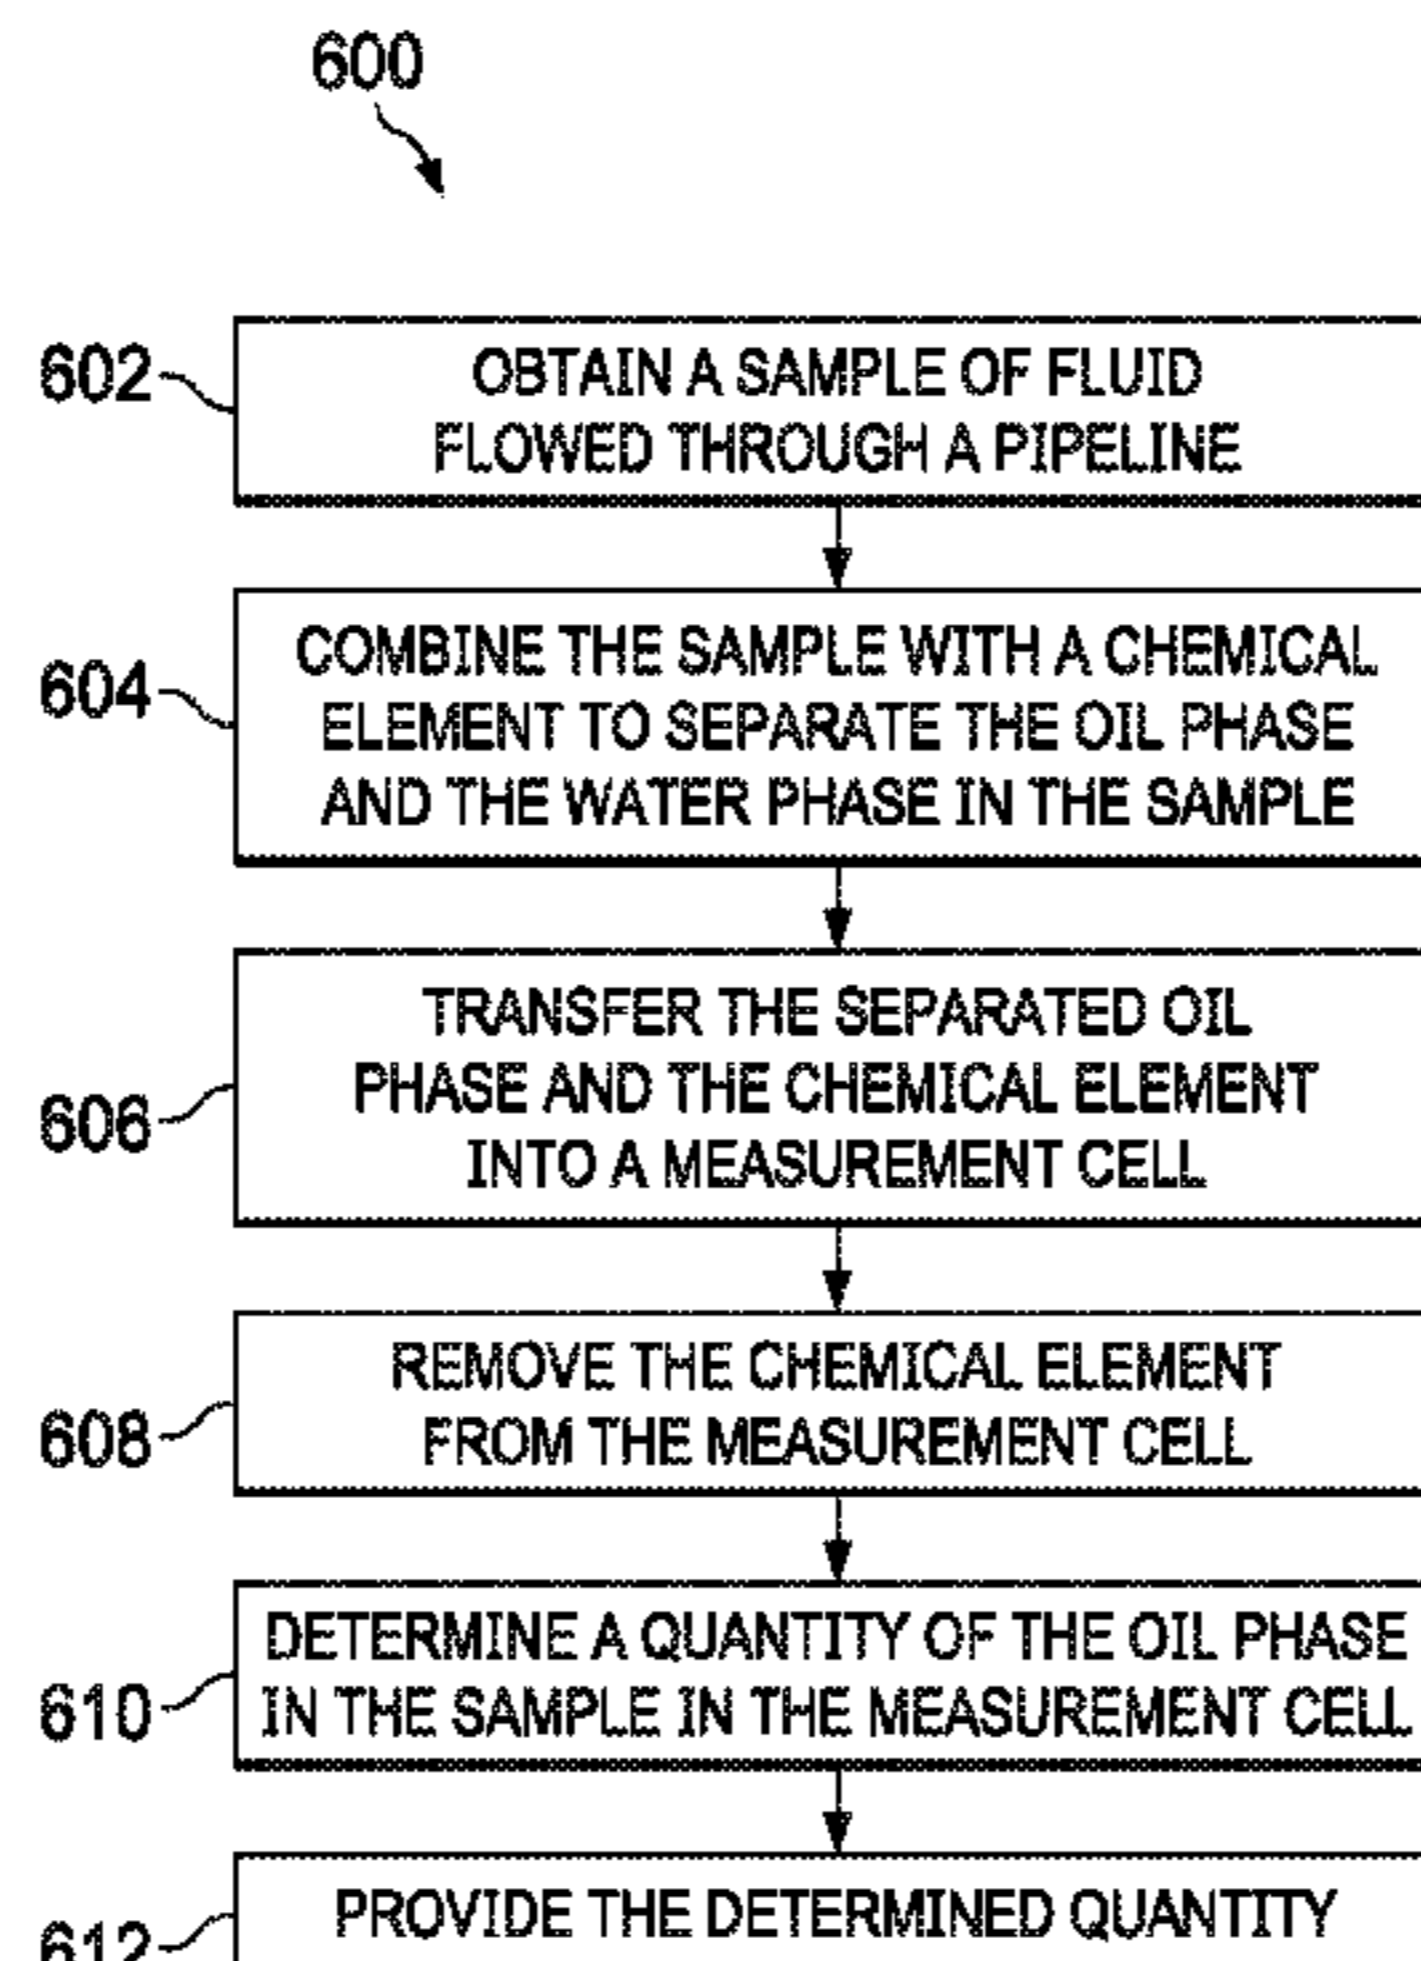 600
602
OBTAIN A SAMPLE OF FLUID
FLOWED THROUGH A PIPELINE
604
COMBINE THE SAMPLE WITH A CHEMICAL
ELEMENT TO SEPARATE THE OIL PHASE
AND THE WATER PHASE IN THE SAMPLE
606
TRANSFER THE SEPARATED OIL
PHASE AND THE CHEMICAL ELEMENT
INTO A MEASUREMENT CELL
608
REMOVE THE CHEMICAL ELEMENT
FROM THE MEASUREMENT CELL
610
DETERMINE A QUANTITY OF THE OIL PHASE
IN THE SAMPLE IN THE MEASUREMENT CELL
612
PROVIDE THE DETERMINED QUANTITY